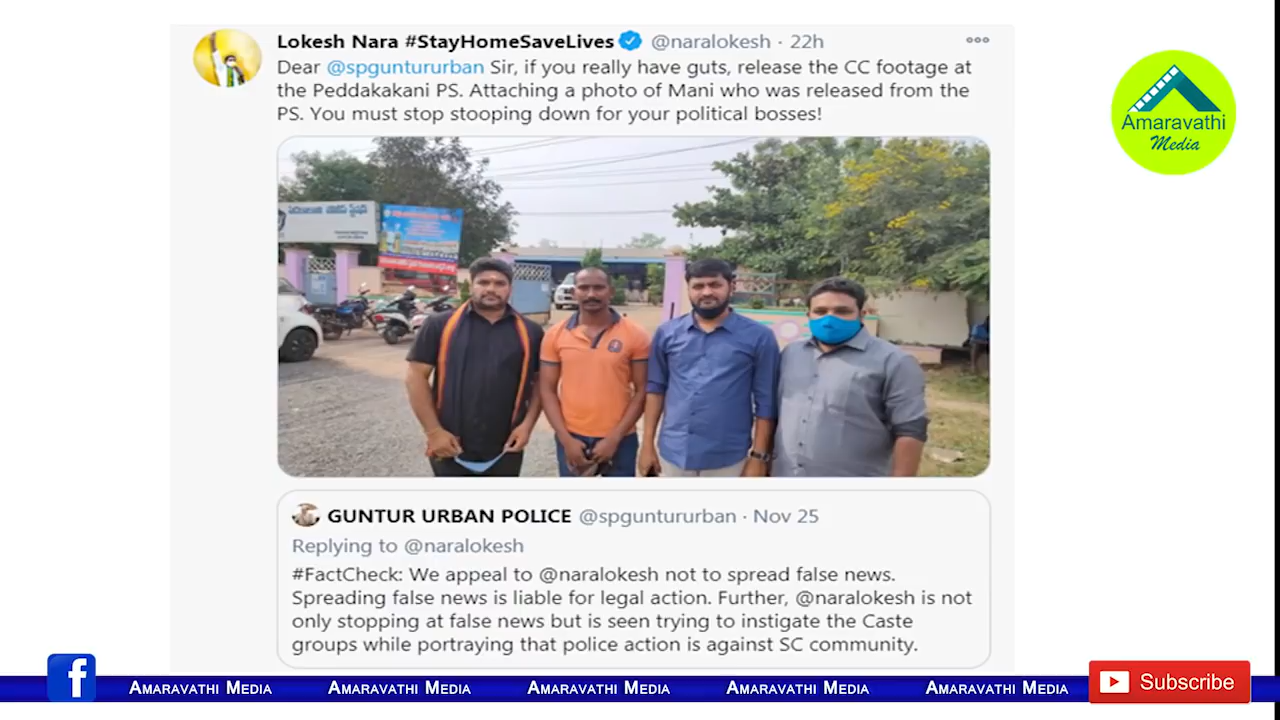 Lokesh Nara #StayHomeSaveLives @naralokesh · 22h
Dear @spguntururban Sir, if you really have guts, release the CC footage at
the Peddakakani PS. Attaching a photo of Mani who was released from the
PS. You must stop stooping down for your political bosses!
Amaravathi
Media
GUNTUR URBAN POLICE @spguntururban · Nov 25
Replying to @naralokesh
#FactCheck: We appeal to @naralokesh not to spread false news.
Spreading false news is liable for legal action. Further, @naralokesh is not
only stopping at false news but is seen trying to instigate the Caste
groups while portraying that police action is against SC community.
f AMARAVATHI MEDIA AMARAVATHI MEDIA AMARAVATHI MEDIA AMARAVATHI MEDIA AMARAVATHI MEDIA Subscribe